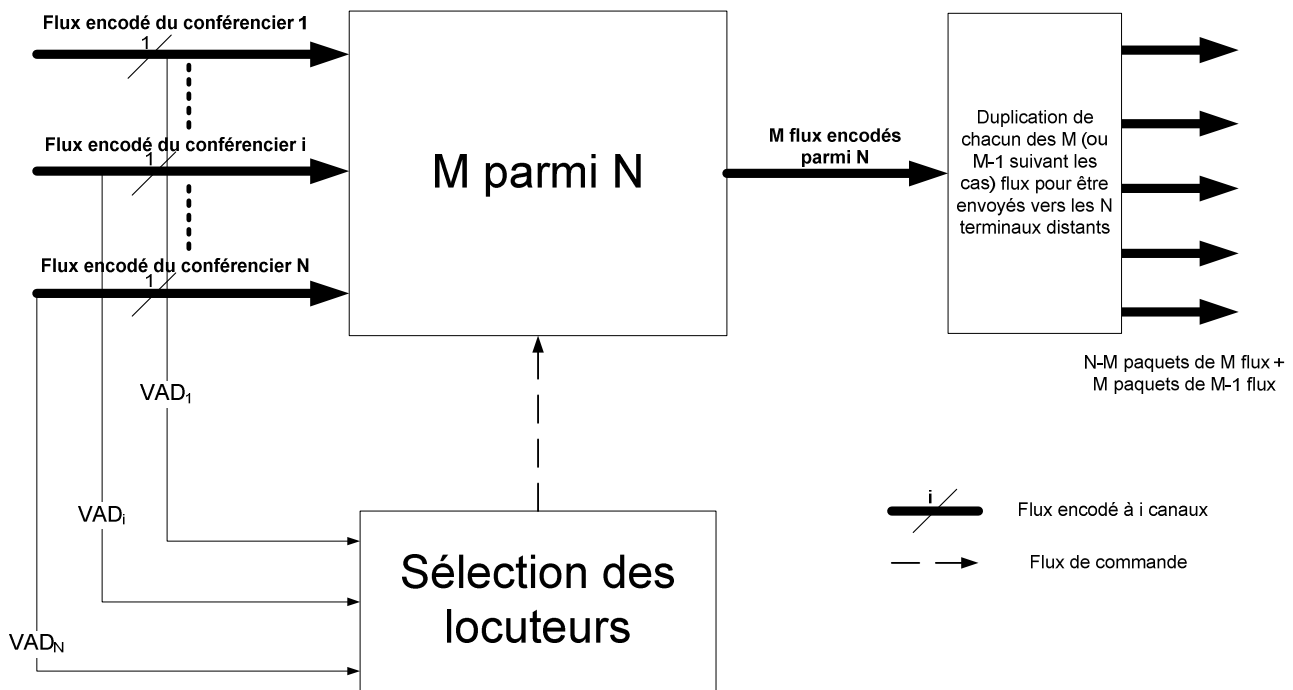 Flux encodé du conférencier 1
1
Flux encodé du conférencier i
1
Flux encodé du conférencier N
1
M parmi N
M flux encodés
parmi N
Duplication de
chacun des M (ou
M-1 suivant les
cas) flux pour être
envoyés vers les N
terminaux distants
N-M paquets de M flux +
M paquets de M-1 flux
VAD1
VADi
VADN
Sélection des
locuteurs
i
Flux encodé à i canaux
Flux de commande